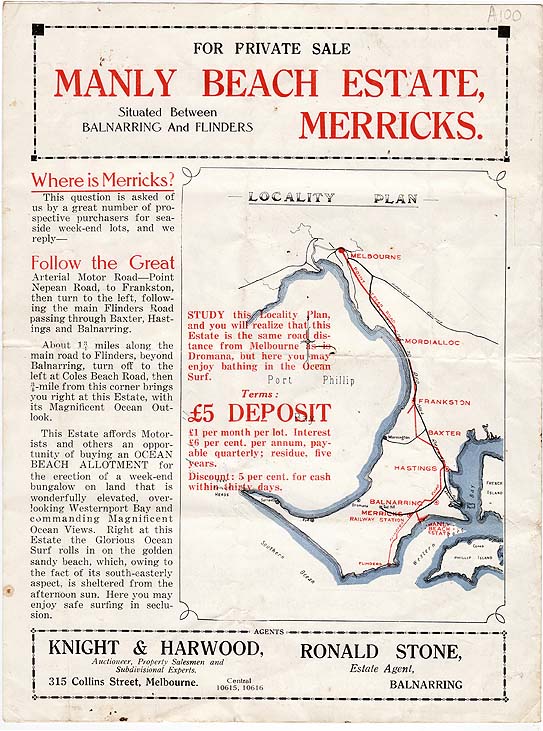 A100
FOR PRIVATE SALE
MANLY BEACH ESTATE,
Situated Between
BALNARRING And FLINDERS
MERRICKS.
Where is Merricks?
This question is asked of
us by a great number of pro-
spective purchasers for sea-
side week-end lots, and we
reply—
Follow the Great
Arterial Motor Road—Point
Nepean Road, to Frankston,
then turn to the left, follow-
ing the main Flinders Road
passing through Baxter, Hast-
ings and Balnarring.
About 1¾ miles along the
main road to Flinders, beyond
Balnarring, turn off to the
left at Coles Beach Road, then
¾-mile from this corner brings
you right at this Estate, with
its Magnificent Ocean Out-
look.
This Estate affords Motor-
ists and others an oppor-
tunity of buying an OCEAN
BEACH ALLOTMENT for
the erection of a week-end
bungalow on land that is
wonderfully elevated, over-
looking Westernport Bay and
commanding Magnificent
Ocean Views. Right at this
Estate the Glorious Ocean
Surf rolls in on the golden
sandy beach, which, owing to
the fact of its south-easterly
aspect, is sheltered from the
afternoon sun. Here you may
enjoy safe surfing in seclu-
sion.
LOCALITY PLAN
MELBOURNE
MORDIALLOC
STUDY this Locality Plan,
and you will realize that this
Estate is the same road dis-
tance from Melbourne as is
Dromana, but here you may
enjoy bathing in the Ocean
Surf.
Port Phillip
Terms:
£5 DEPOSIT
£1 per month per lot. Interest
£6 per cent. per annum, pay-
able quarterly; residue, five
years.
Discount: 5 per cent. for cash
within thirty days.
FRANKSTON
BAXTER
Mornington
HASTINGS
FRENCH
ISLAND
HEADS
Dromana
BALNARRING
MERRICKS
RAILWAY STATION
MANLY
BEACH
ESTATE
Bay
Western
Cowes
PHILLIP ISLAND
FLINDERS
Southern
Ocean
AGENTS
KNIGHT & HARWOOD,
Auctioneer, Property Salesmen and
Subdivisional Experts.
315 Collins Street, Melbourne.
Central
10615, 10616
RONALD STONE,
Estate Agent,
BALNARRING